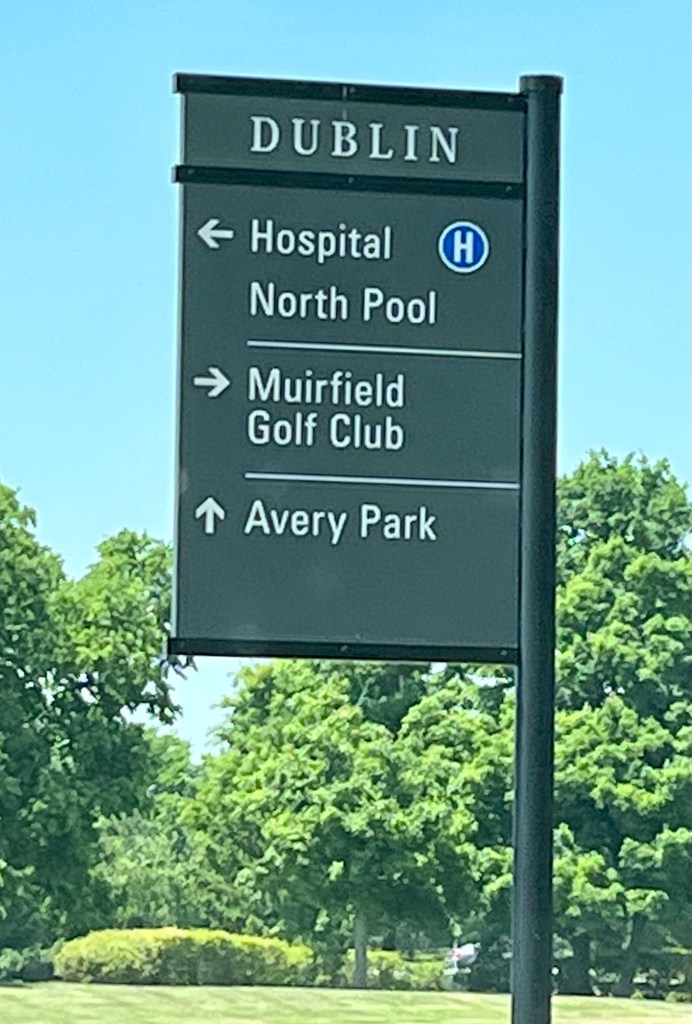 DUBLIN
← Hospital H
North Pool
→ Muirfield
Golf Club
↑ Avery Park